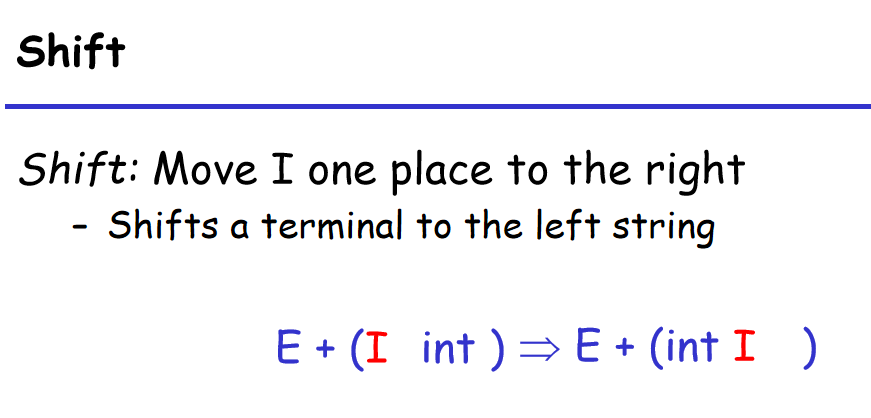 Shift
Shift: Move I one place to the right
- Shifts a terminal to the left string
E + (I int ) ⇒ E + (int I )